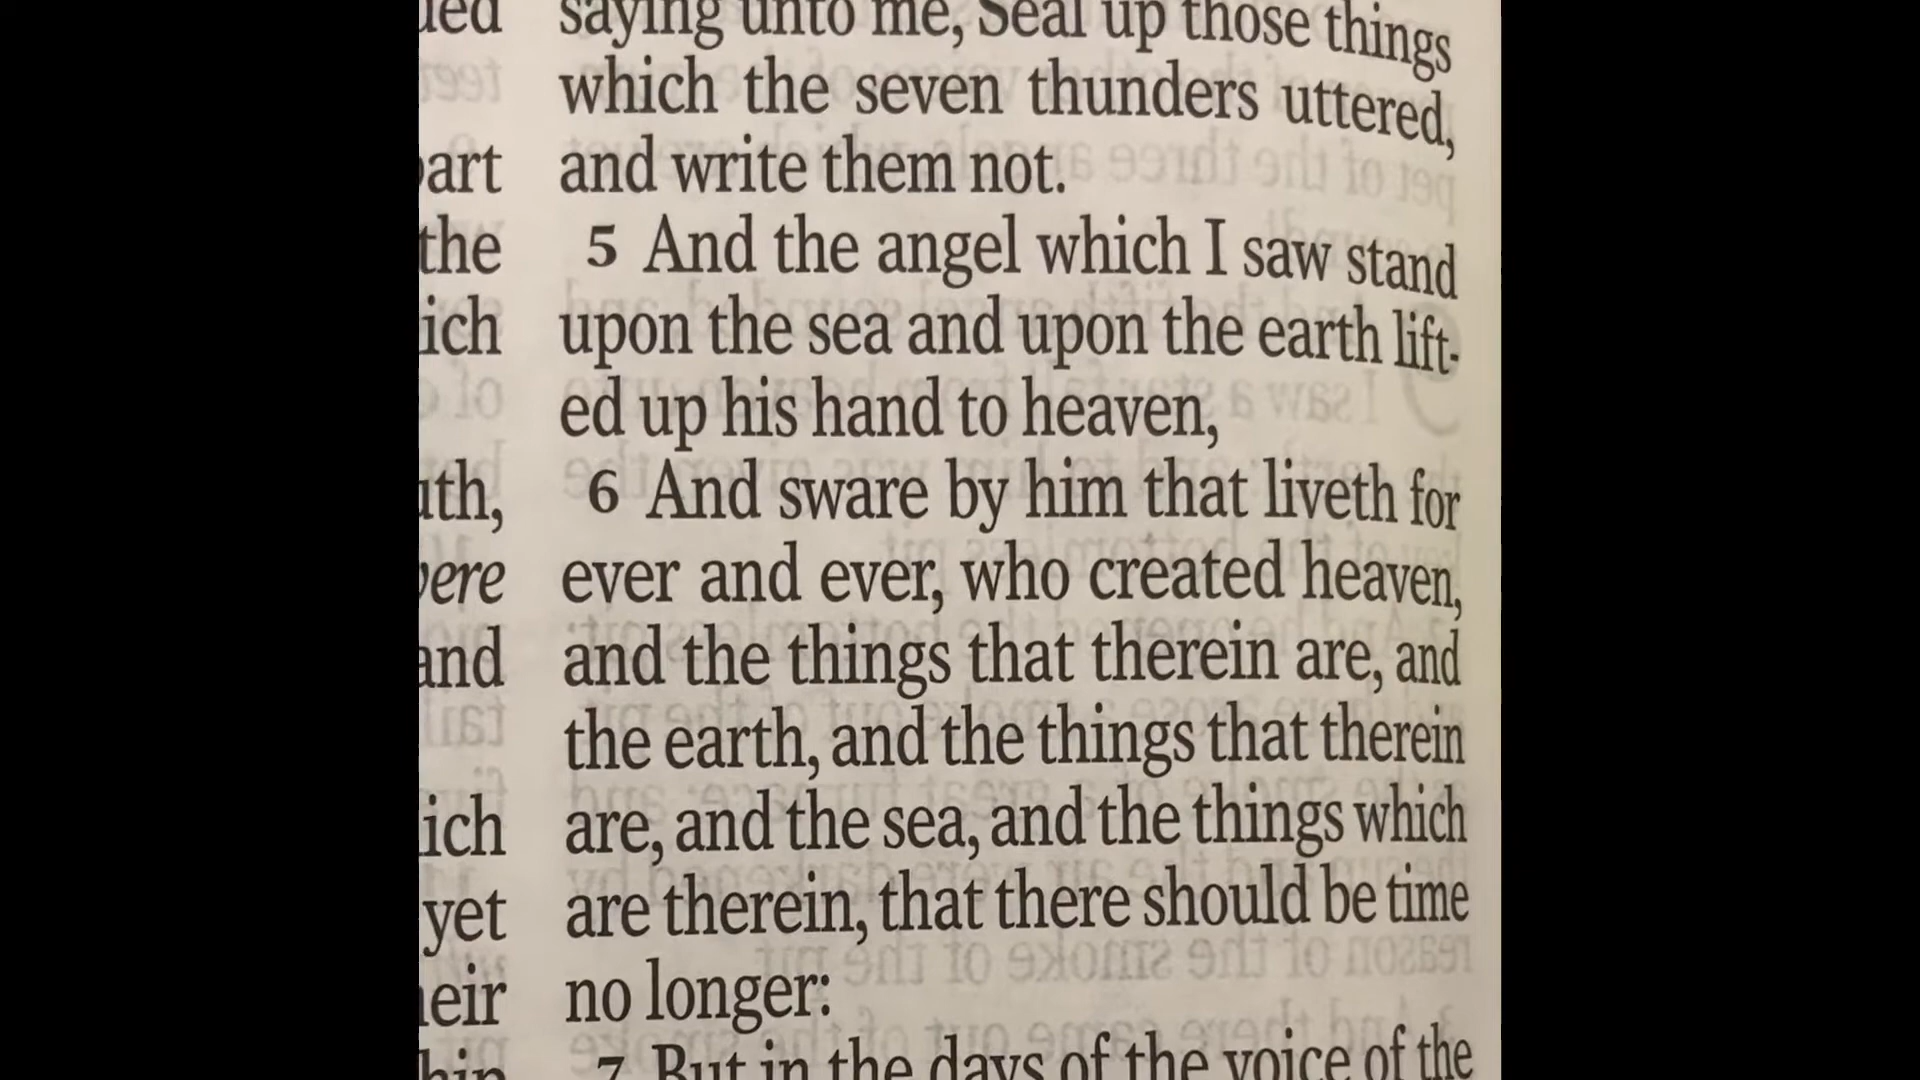 saying unto me, Seal up those things
which the seven thunders uttered,
and write them not.
5 And the angel which I saw stand
upon the sea and upon the earth lift-
ed up his hand to heaven,
6 And sware by him that liveth for
ever and ever, who created heaven,
and the things that therein are, and
the earth, and the things that therein
are, and the sea, and the things which
are therein, that there should be time
no longer:
7 But in the days of the voice of the
the
and
yet